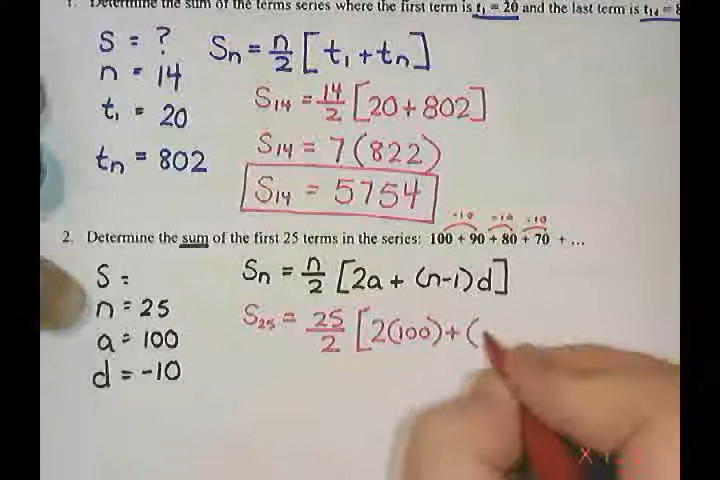 1. Determine the sum of the terms series where the first term is t₁ = 20 and the last term is t₁₄ = 8
S = ?
n = 14
t₁ = 20
tₙ = 802
Sₙ = n/2 [t₁ + tₙ]
S₁₄ = 14/2 [20 + 802]
S₁₄ = 7(822)
S₁₄ = 5754
-10 -10 -10
2. Determine the sum of the first 25 terms in the series: 100 + 90 + 80 + 70 + ...
S =
n = 25
a = 100
d = -10
Sₙ = n/2 [2a + (n-1)d]
S₂₅ = 25/2 [2(100) + (